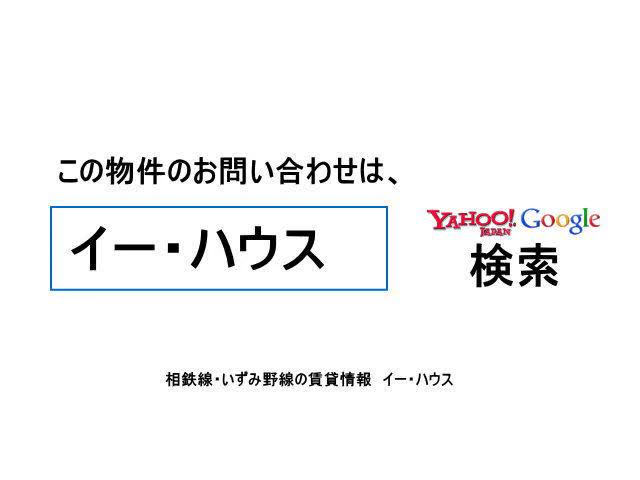 この物件のお問い合わせは、
イー・ハウス
YAHOO! JAPAN Google
検索
相鉄線・いずみ野線の賃貸情報 イー・ハウス